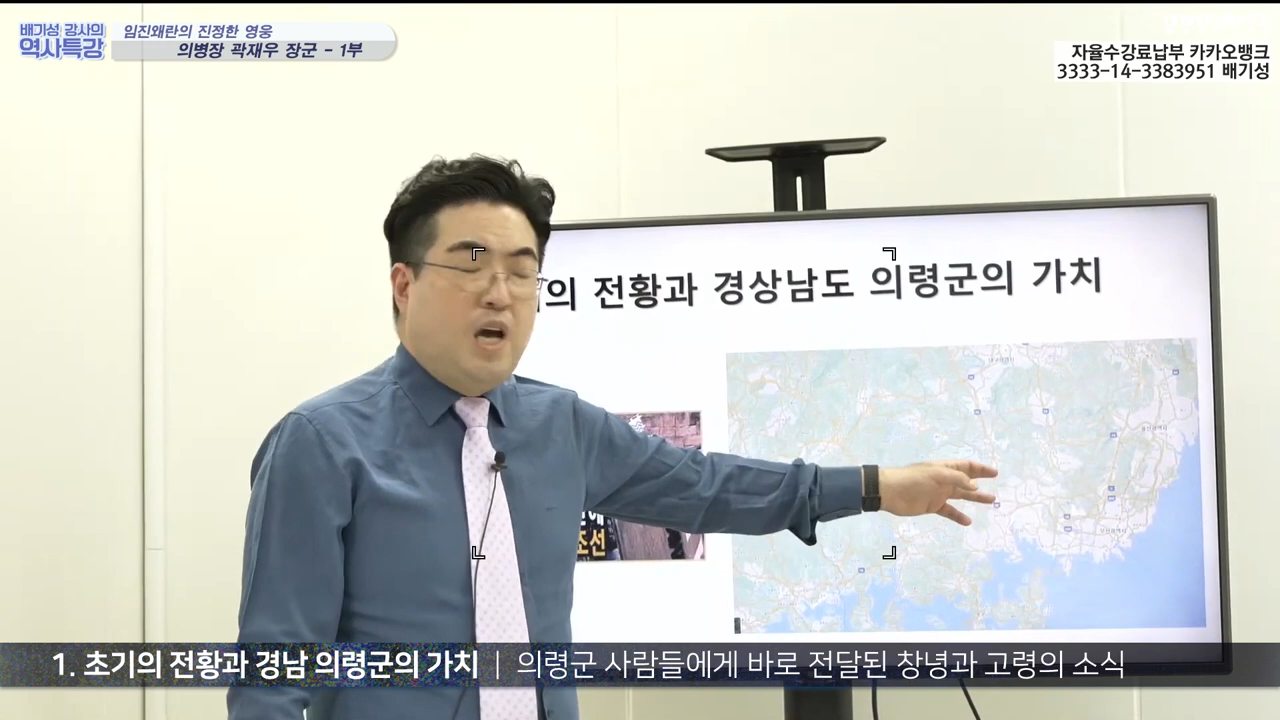 배기성 강사의
역사특강
임진왜란의 진정한 영웅
의병장 곽재우 장군 - 1부
자율수강료납부 카카오뱅크
3333-14-3383951 배기성
의 전황과 경상남도 의령군의 가치
조선
1. 초기의 전황과 경남 의령군의 가치 | 의령군 사람들에게 바로 전달된 창녕과 고령의 소식